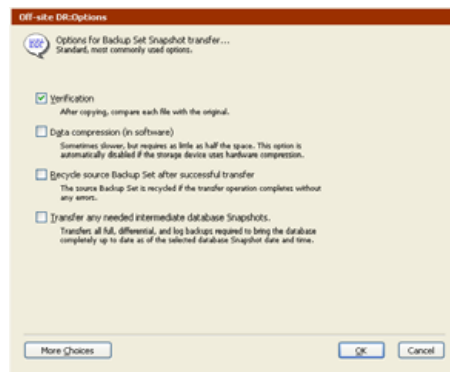 Off-site DR:Options
Options for Backup Set Snapshot transfer...
Standard, most commonly used options.
Verification
After copying, compare each file with the original.
Data compression (in software)
Sometimes slower, but requires as little as half the space. This option is
automatically disabled if the storage device uses hardware compression.
Recycle source Backup Set after successful transfer
The source Backup Set is recycled if the transfer operation completes without
any errors.
Transfer any needed intermediate database Snapshots.
Transfers all full, differential, and log backups required to bring the database
completely up to date as of the selected database Snapshot date and time.
More Choices
OK
Cancel